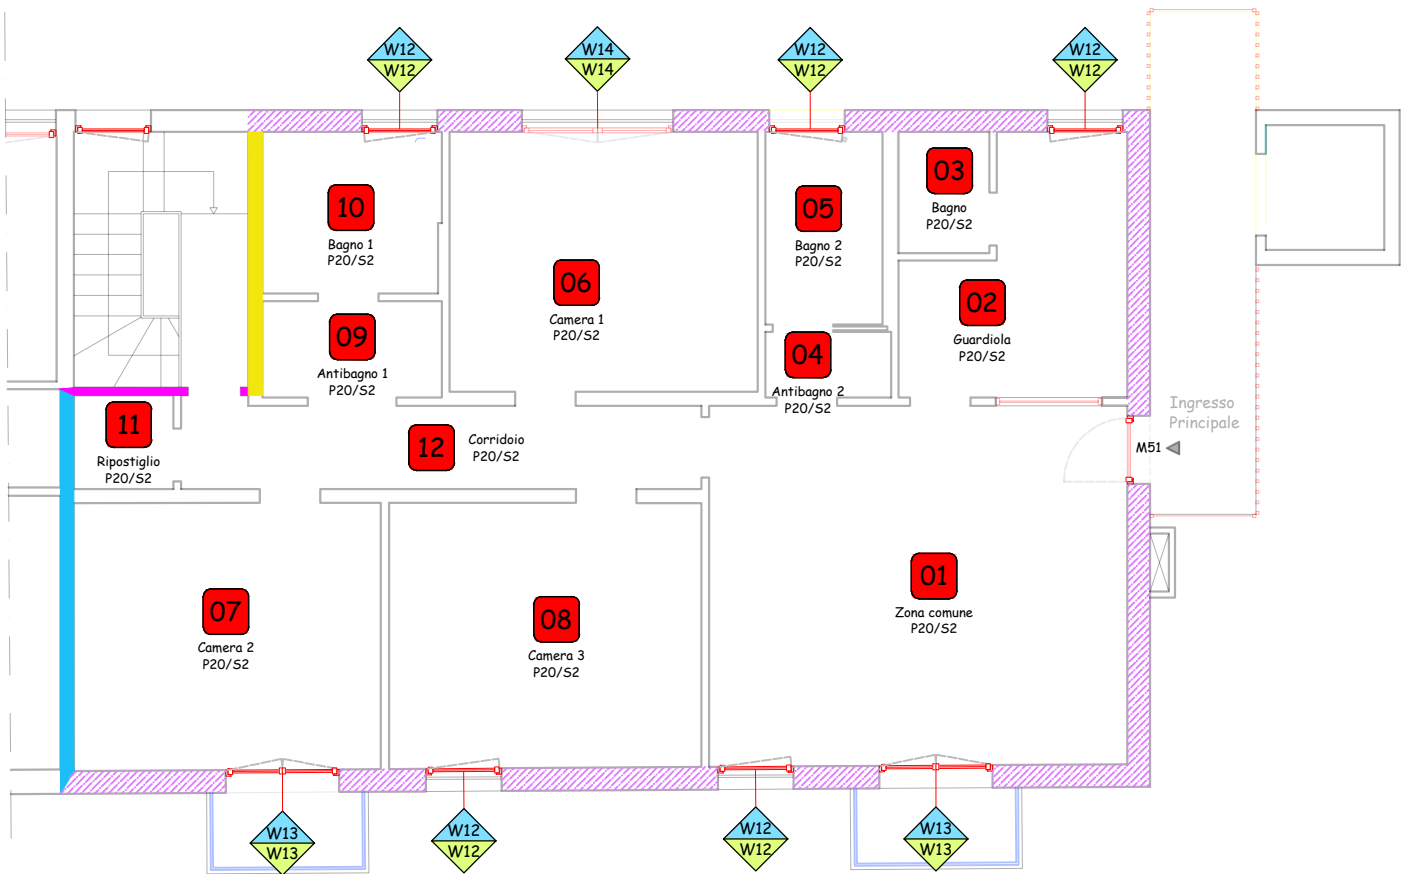 W12
W12
W14
W14
W12
W12
W12
W12
03
Bagno
P20/S2
10
Bagno 1
P20/S2
05
Bagno 2
P20/S2
06
Camera 1
P20/S2
02
Guardiola
P20/S2
09
Antibagno 1
P20/S2
04
Antibagno 2
P20/S2
11
Ripostiglio
P20/S2
12
Corridoio
P20/S2
Ingresso
Principale
M51
01
Zona comune
P20/S2
07
Camera 2
P20/S2
08
Camera 3
P20/S2
W13
W13
W12
W12
W12
W12
W13
W13